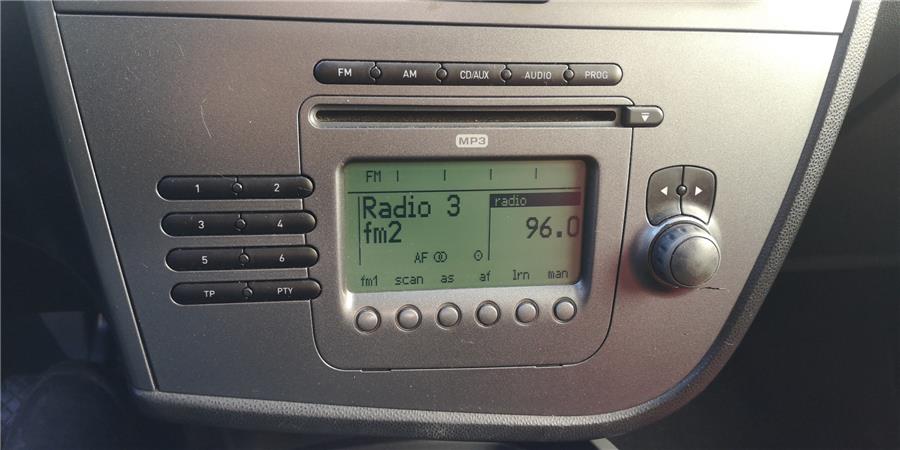 FM AM CD/AUX AUDIO PROG
MP3
FM
1 2
Radio 3 radio
3 4
fm2 96.0
5 6
AF
fm1 scan as af lrn man
TP PTY